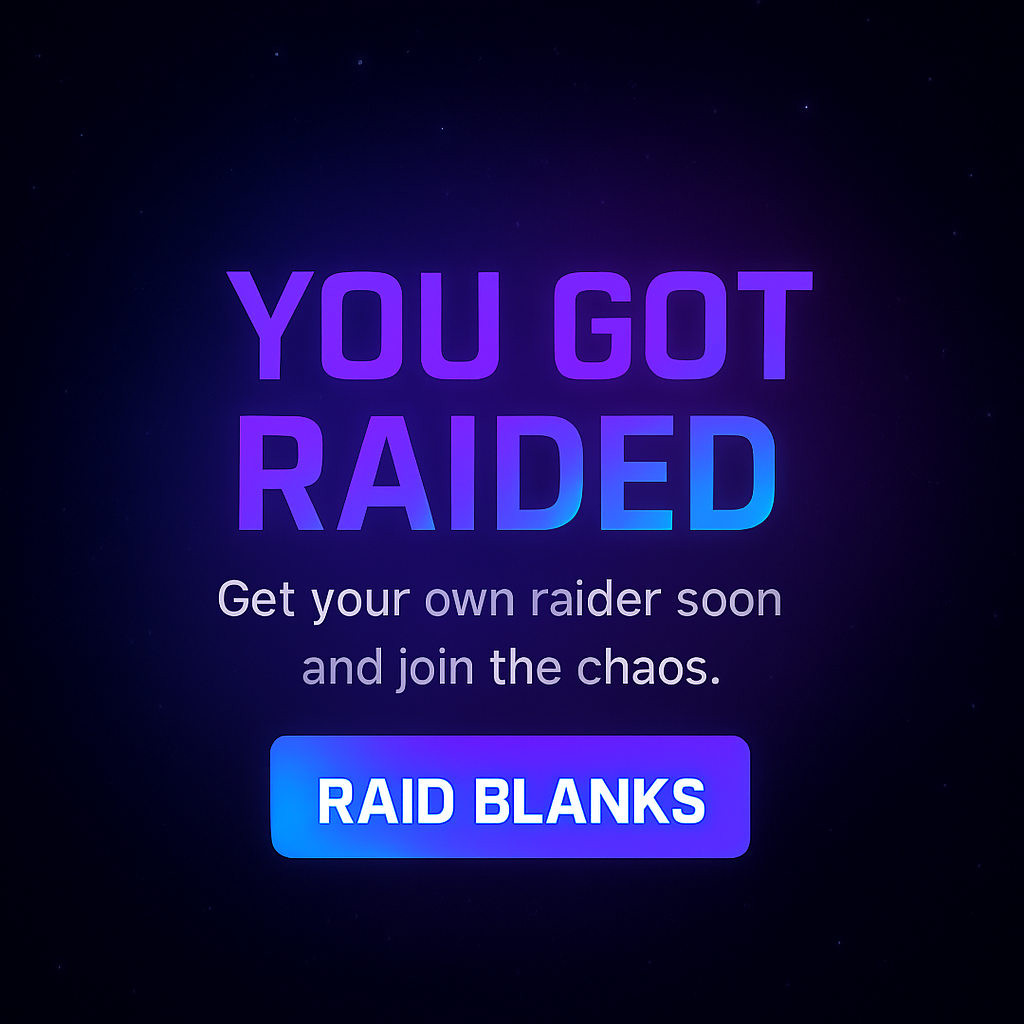 YOU GOT
RAIDED
Get your own raider soon
and join the chaos.
RAID BLANKS